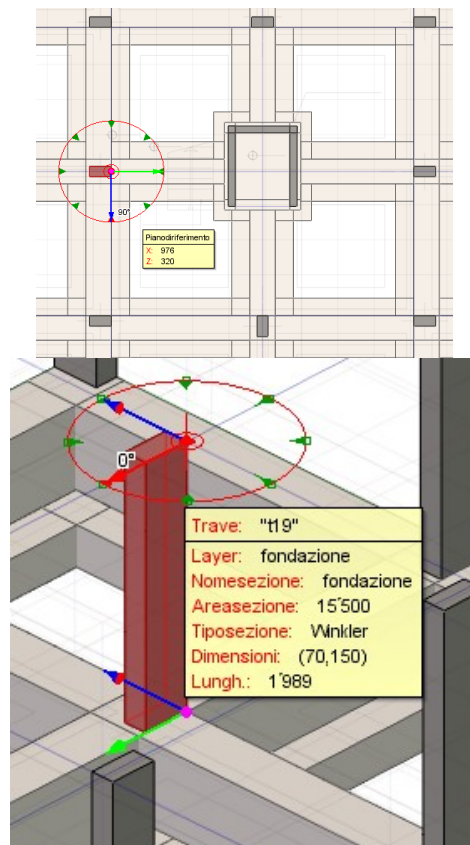 90°
Pianodiriferimento
X: 976
Z: 320
0°
Trave: "t19"
Layer: fondazione
Nomesezione: fondazione
Areasezione: 15´500
Tiposezione: Winkler
Dimensioni: (70,150)
Lungh.: 1´989